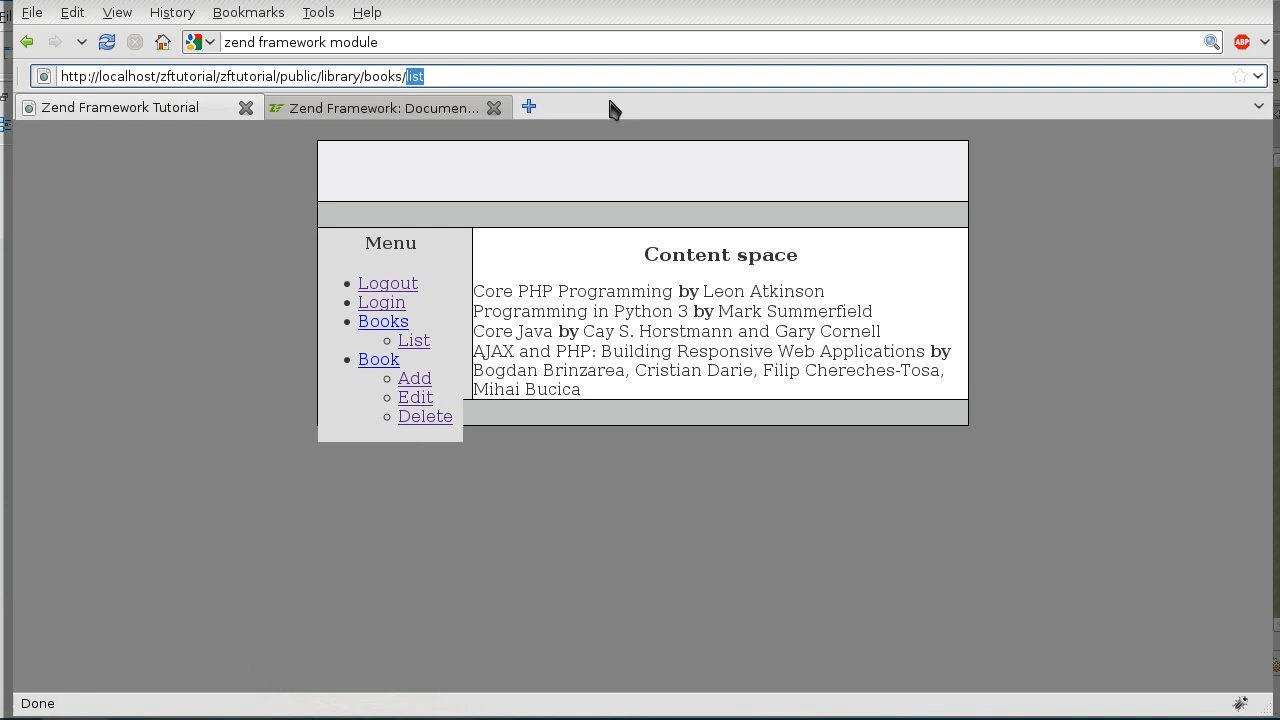 File Edit View History Bookmarks Tools Help
zend framework module
ABP
http://localhost/zftutorial/zftutorial/public/library/books/list
Zend Framework Tutorial
Zend Framework: Documen...
Menu
Logout
Login
Books
List
Book
Add
Edit
Delete
Content space
Core PHP Programming by Leon Atkinson
Programming in Python 3 by Mark Summerfield
Core Java by Cay S. Horstmann and Gary Cornell
AJAX and PHP: Building Responsive Web Applications by
Bogdan Brinzarea, Cristian Darie, Filip Chereches-Tosa,
Mihai Bucica
Done